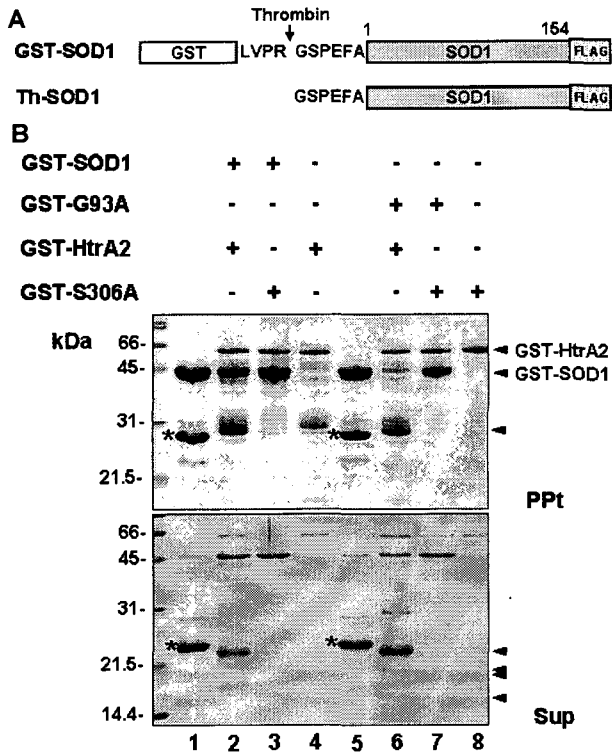 A
Thrombin
1 154
GST-SOD1 GST LVPR GSPEFA SOD1 FLAG
Th-SOD1 GSPEFA SOD1 FLAG
B
GST-SOD1 + + - - - -
GST-G93A - - - + + -
GST-HtrA2 + - + + - -
GST-S306A - + - - + +
kDa
66- GST-HtrA2
45- GST-SOD1
31-
* *
21.5-
PPt
66-
45-
31-
* *
21.5-
14.4-
Sup
1 2 3 4 5 6 7 8